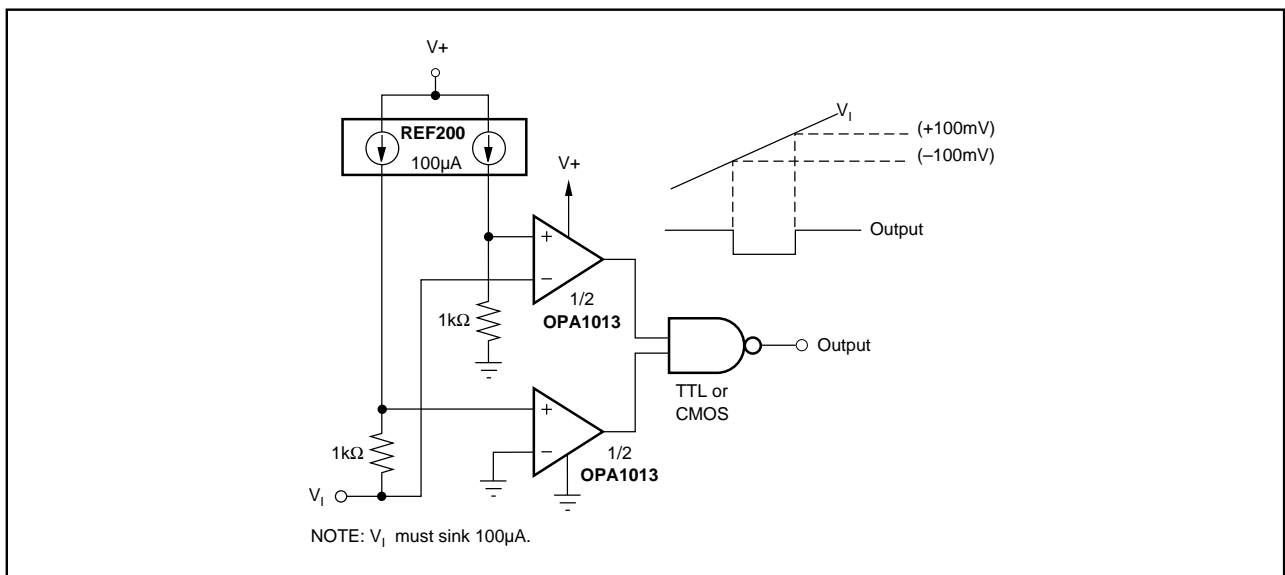 V+
REF200
100µA
V+
+
–
1/2
OPA1013
1kΩ
+
–
1/2
OPA1013
1kΩ
V_I
NOTE: V_I must sink 100µA.
TTL or
CMOS
Output
V_I
(+100mV)
(–100mV)
Output